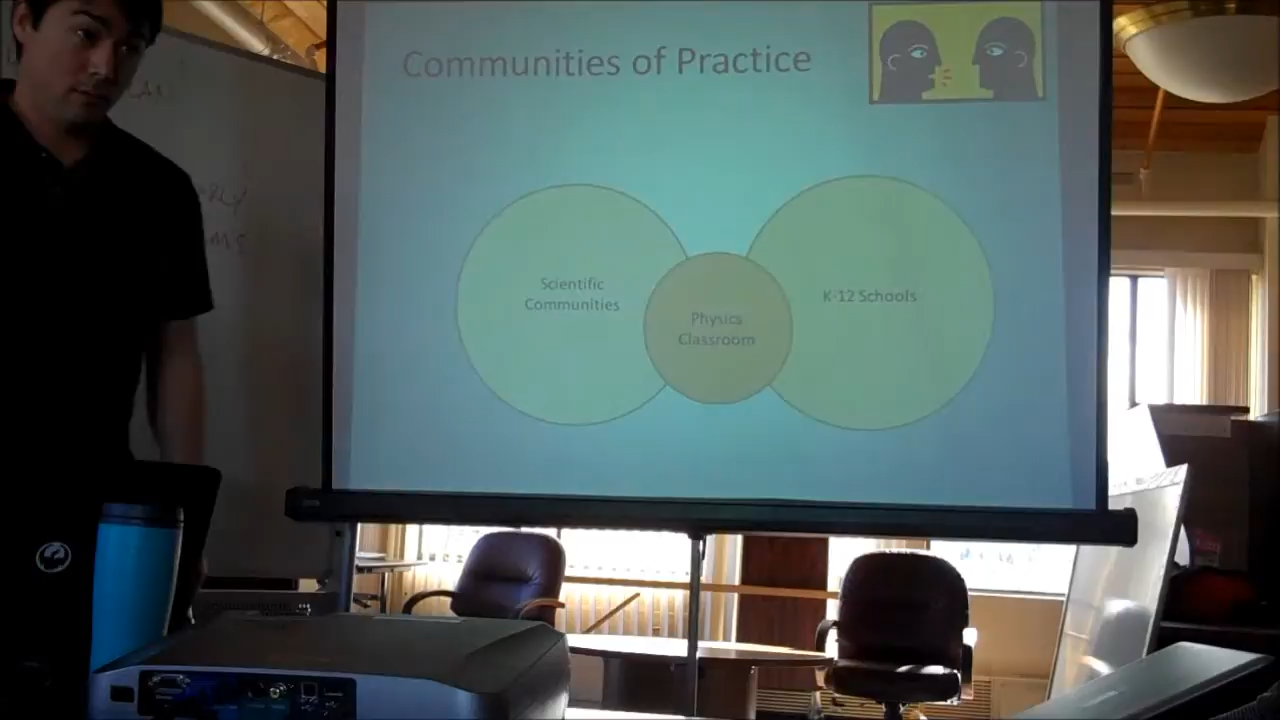 Communities of Practice
Scientific
Communities
Physics
Classroom
K-12 Schools